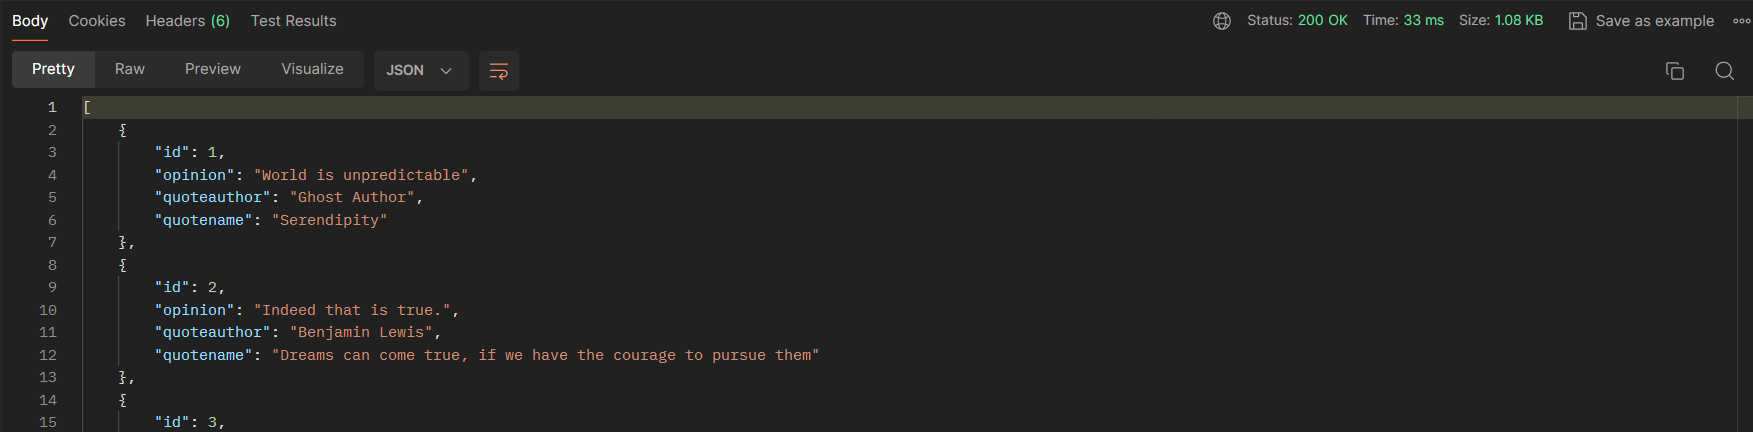 Body Cookies Headers (6) Test Results Status: 200 OK Time: 33 ms Size: 1.08 KB Save as example
Pretty Raw Preview Visualize JSON
1 [
2 {
3 "id": 1,
4 "opinion": "World is unpredictable",
5 "quoteauthor": "Ghost Author",
6 "quotename": "Serendipity"
7 },
8 {
9 "id": 2,
10 "opinion": "Indeed that is true.",
11 "quoteauthor": "Benjamin Lewis",
12 "quotename": "Dreams can come true, if we have the courage to pursue them"
13 },
14 {
15 "id": 3,